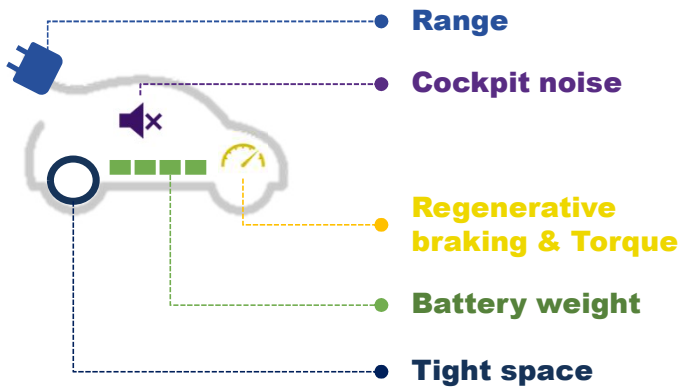 Range
Cockpit noise
Regenerative
braking & Torque
Battery weight
Tight space